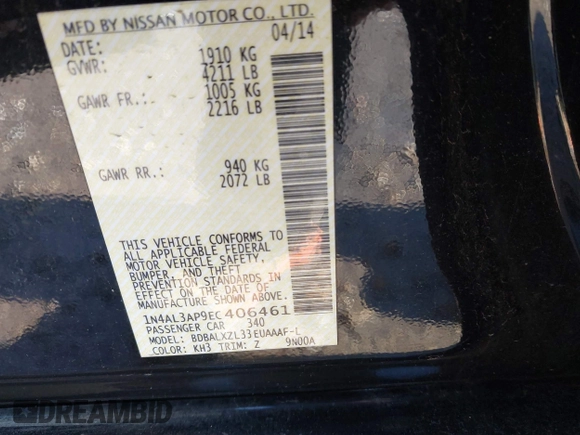 MFD BY NISSAN MOTOR CO., LTD.
DATE: 04/14
GVWR: 1910 KG
4211 LB
GAWR FR.: 1005 KG
2216 LB
GAWR RR.: 940 KG
2072 LB
THIS VEHICLE CONFORMS TO
ALL APPLICABLE FEDERAL
MOTOR VEHICLE SAFETY,
BUMPER, AND THEFT
PREVENTION STANDARDS IN
EFFECT ON THE DATE OF
MANUFACTURE SHOWN ABOVE.
1N4AL3AP9EC406461
PASSENGER CAR 340
MODEL: BDBALXZL33EUAAAF-L
COLOR: KH3 TRIM: Z 9N00A
DREAMBID